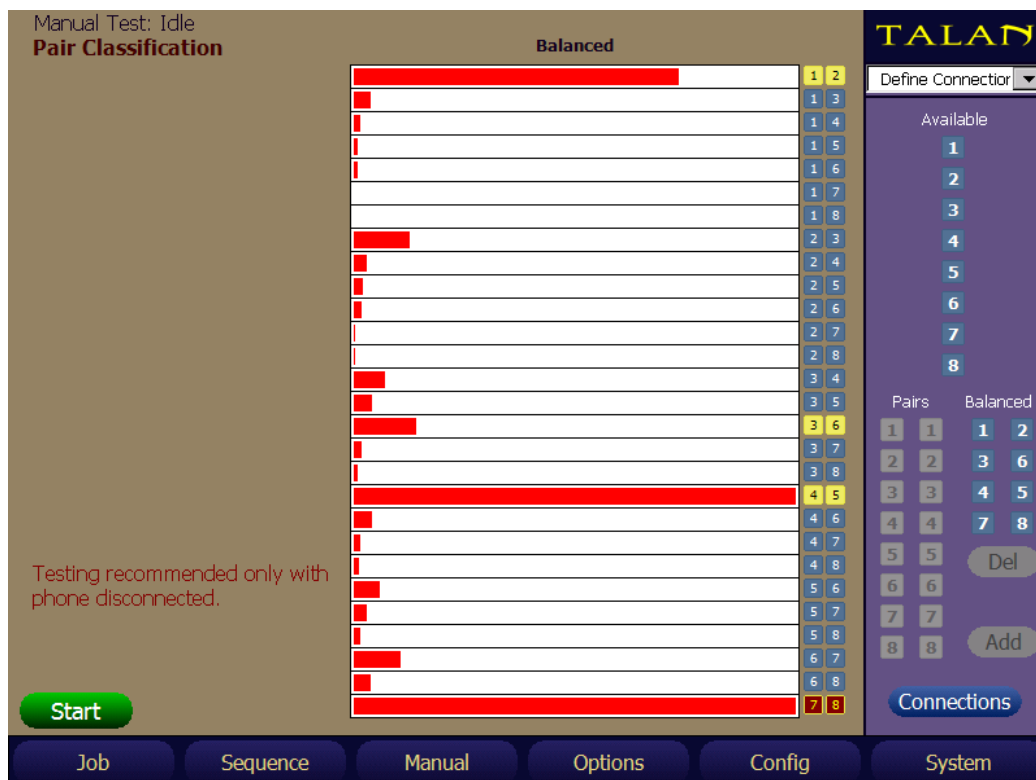 Manual Test: Idle
Pair Classification
Balanced
TALAN
Define Connectior
Available
1
2
3
4
5
6
7
8
Pairs Balanced
1 1 1 2
2 2 3 6
3 3 4 5
4 4 7 8
5 5
6 6
7 7
8 8
Del
Add
Connections
1 2
1 3
1 4
1 5
1 6
1 7
1 8
2 3
2 4
2 5
2 6
2 7
2 8
3 4
3 5
3 6
3 7
3 8
4 5
4 6
4 7
4 8
5 6
5 7
5 8
6 7
6 8
7 8
Testing recommended only with
phone disconnected.
Start
Job Sequence Manual Options Config System